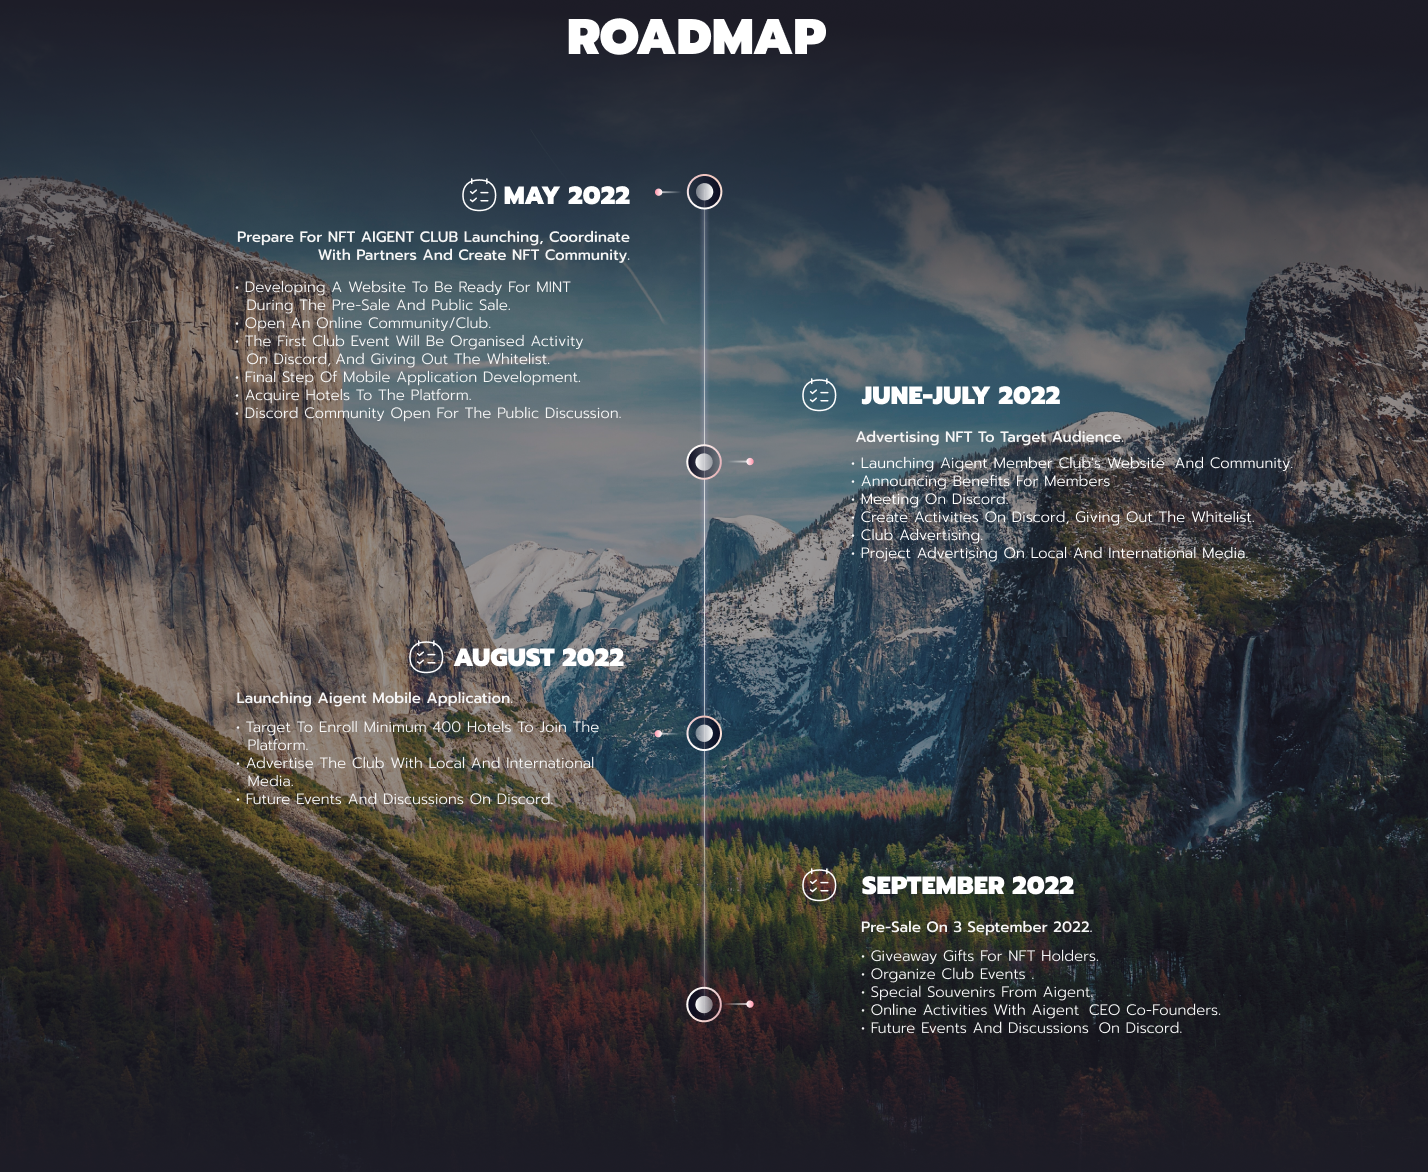 ROADMAP
MAY 2022
Prepare For NFT AIGENT CLUB Launching, Coordinate
With Partners And Create NFT Community.
• Developing A Website To Be Ready For MINT
During The Pre-Sale And Public Sale.
• Open An Online Community/Club.
• The First Club Event Will Be Organised Activity
On Discord, And Giving Out The Whitelist.
• Final Step Of Mobile Application Development.
• Acquire Hotels To The Platform.
• Discord Community Open For The Public Discussion.
JUNE-JULY 2022
Advertising NFT To Target Audience.
• Launching Aigent Member Club's Website And Community.
• Announcing Benefits For Members
• Meeting On Discord.
• Create Activities On Discord, Giving Out The Whitelist.
• Club Advertising.
• Project Advertising On Local And International Media.
AUGUST 2022
Launching Aigent Mobile Application.
• Target To Enroll Minimum 400 Hotels To Join The
Platform.
• Advertise The Club With Local And International
Media.
• Future Events And Discussions On Discord.
SEPTEMBER 2022
Pre-Sale On 3 September 2022.
• Giveaway Gifts For NFT Holders.
• Organize Club Events .
• Special Souvenirs From Aigent.
• Online Activities With Aigent CEO Co-Founders.
• Future Events And Discussions On Discord.